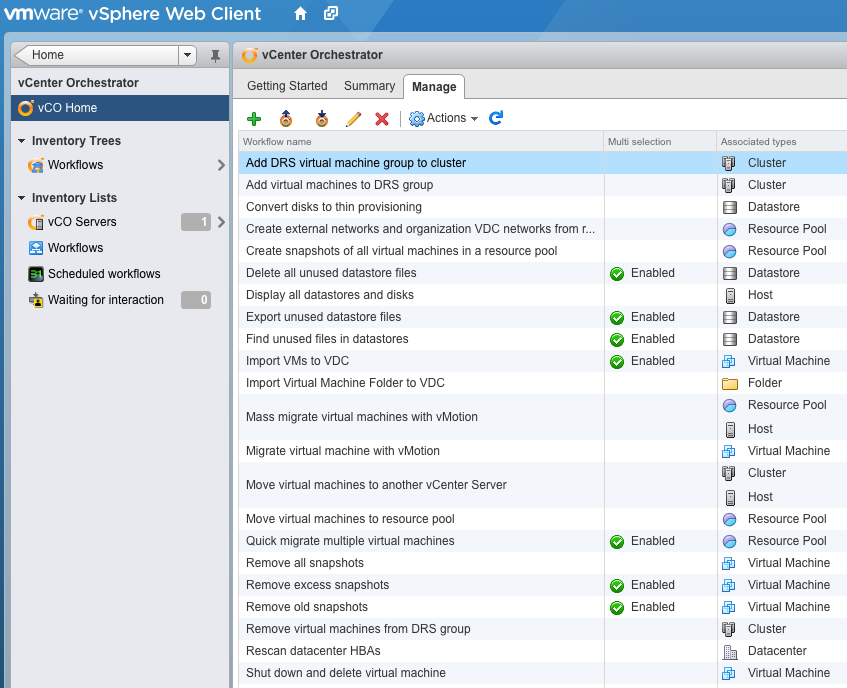 vmware® vSphere Web Client
Home
vCenter Orchestrator
vCO Home
Inventory Trees
Workflows
Inventory Lists
vCO Servers 1
Workflows
Scheduled workflows
Waiting for interaction 0
vCenter Orchestrator
Getting Started Summary Manage
Actions
Workflow name Multi selection Associated types
Add DRS virtual machine group to cluster Cluster
Add virtual machines to DRS group Cluster
Convert disks to thin provisioning Datastore
Create external networks and organization VDC networks from r... Resource Pool
Create snapshots of all virtual machines in a resource pool Resource Pool
Delete all unused datastore files Enabled Datastore
Display all datastores and disks Host
Export unused datastore files Enabled Datastore
Find unused files in datastores Enabled Datastore
Import VMs to VDC Enabled Virtual Machine
Import Virtual Machine Folder to VDC Folder
Mass migrate virtual machines with vMotion Resource Pool
Host
Migrate virtual machine with vMotion Virtual Machine
Move virtual machines to another vCenter Server Cluster
Host
Move virtual machines to resource pool Resource Pool
Quick migrate multiple virtual machines Enabled Resource Pool
Remove all snapshots Virtual Machine
Remove excess snapshots Enabled Virtual Machine
Remove old snapshots Enabled Virtual Machine
Remove virtual machines from DRS group Cluster
Rescan datacenter HBAs Datacenter
Shut down and delete virtual machine Virtual Machine